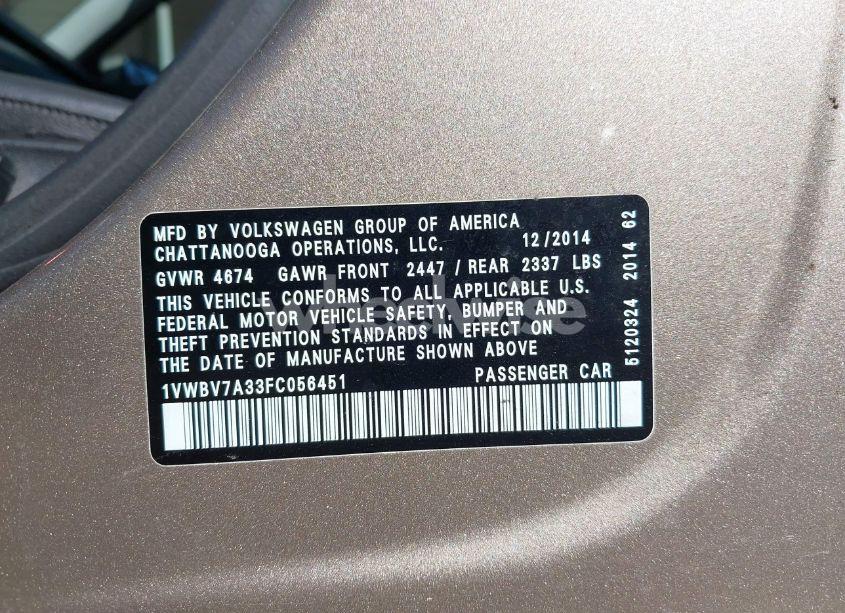 MFD BY VOLKSWAGEN GROUP OF AMERICA
CHATTANOOGA OPERATIONS, LLC. 12/2014
GVWR 4674 GAWR FRONT 2447 / REAR 2337 LBS
THIS VEHICLE CONFORMS TO ALL APPLICABLE U.S.
FEDERAL MOTOR VEHICLE SAFETY, BUMPER AND
THEFT PREVENTION STANDARDS IN EFFECT ON
THE DATE OF MANUFACTURE SHOWN ABOVE
1VWBV7A33FC056451 PASSENGER CAR
5120324 2014 62